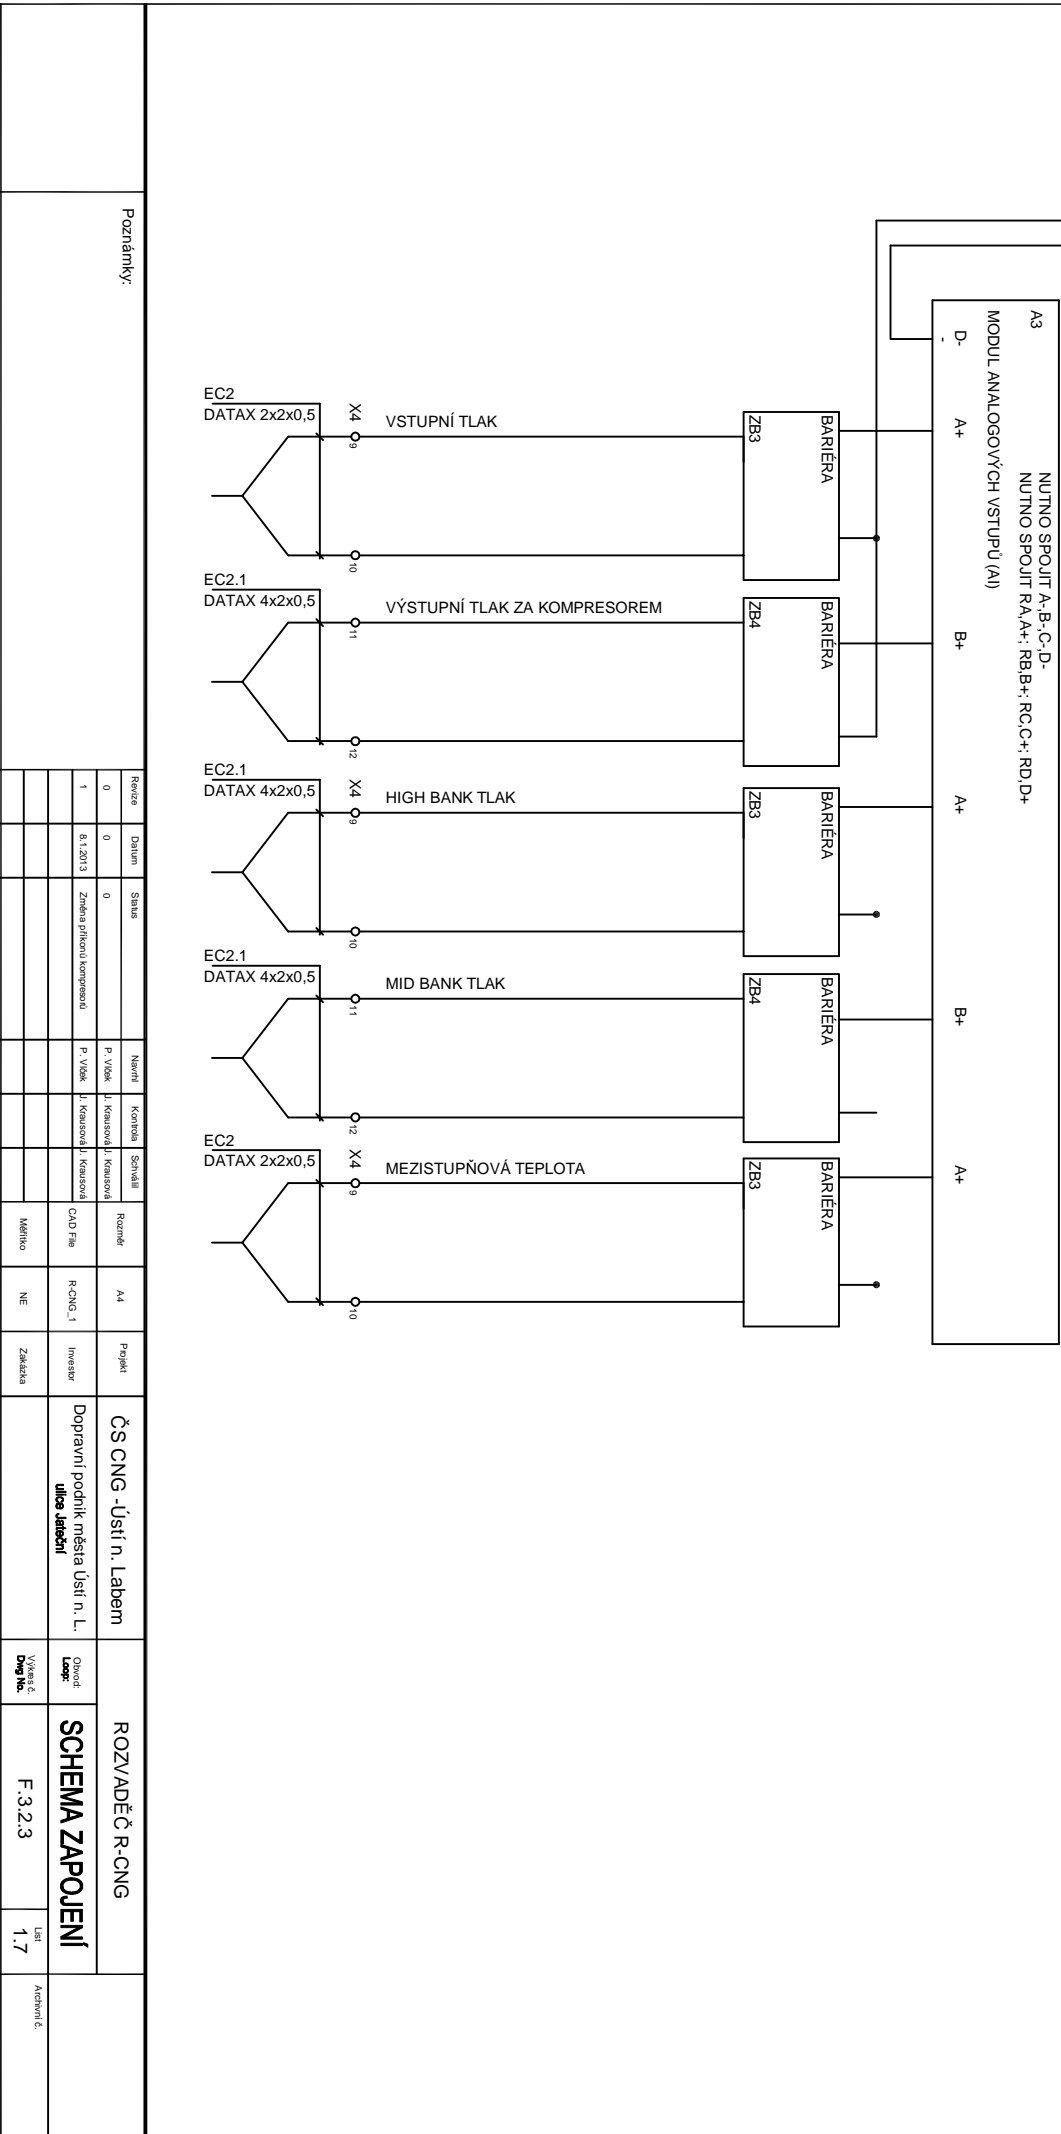 A3
NUTNO SPOJIT A-,B-,C-,D-
NUTNO SPOJIT RA,A+; RB,B+; RC,C+; RD,D+
MODUL ANALOGOVÝCH VSTUPŮ (AI)
D-
-
A+
B+
A+
B+
A+
BARIÉRA
ZB3
BARIÉRA
ZB4
BARIÉRA
ZB3
BARIÉRA
ZB4
BARIÉRA
ZB3
EC2
DATAX 2x2x0,5
X4
9
10
VSTUPNÍ TLAK
EC2.1
DATAX 4x2x0,5
11
12
VÝSTUPNÍ TLAK ZA KOMPRESOREM
EC2.1
DATAX 4x2x0,5
X4
9
10
HIGH BANK TLAK
EC2.1
DATAX 4x2x0,5
11
12
MID BANK TLAK
EC2
DATAX 2x2x0,5
X4
9
10
MEZISTUPŇOVÁ TEPLOTA
Poznámky:
Revize Datum Status Navrhl Kontrola Schválil
0 0 0 P. Vlček J. Krausová J. Krausová
1 8.1.2013 Změna příkonů kompresorů P. Vlček J. Krausová J. Krausová
Rozměr A4
CAD File R-CNG_1
Měřítko NE
Projekt ČS CNG -Ústí n. Labem
Investor Dopravní podnik města Ústí n. L.
ulice Jateční
Zakázka
ROZVADĚČ R-CNG
Obvod:
Loop:
SCHEMA ZAPOJENÍ
Výkres č.
Dwg No.
F.3.2.3
List
1.7
Archivní č.